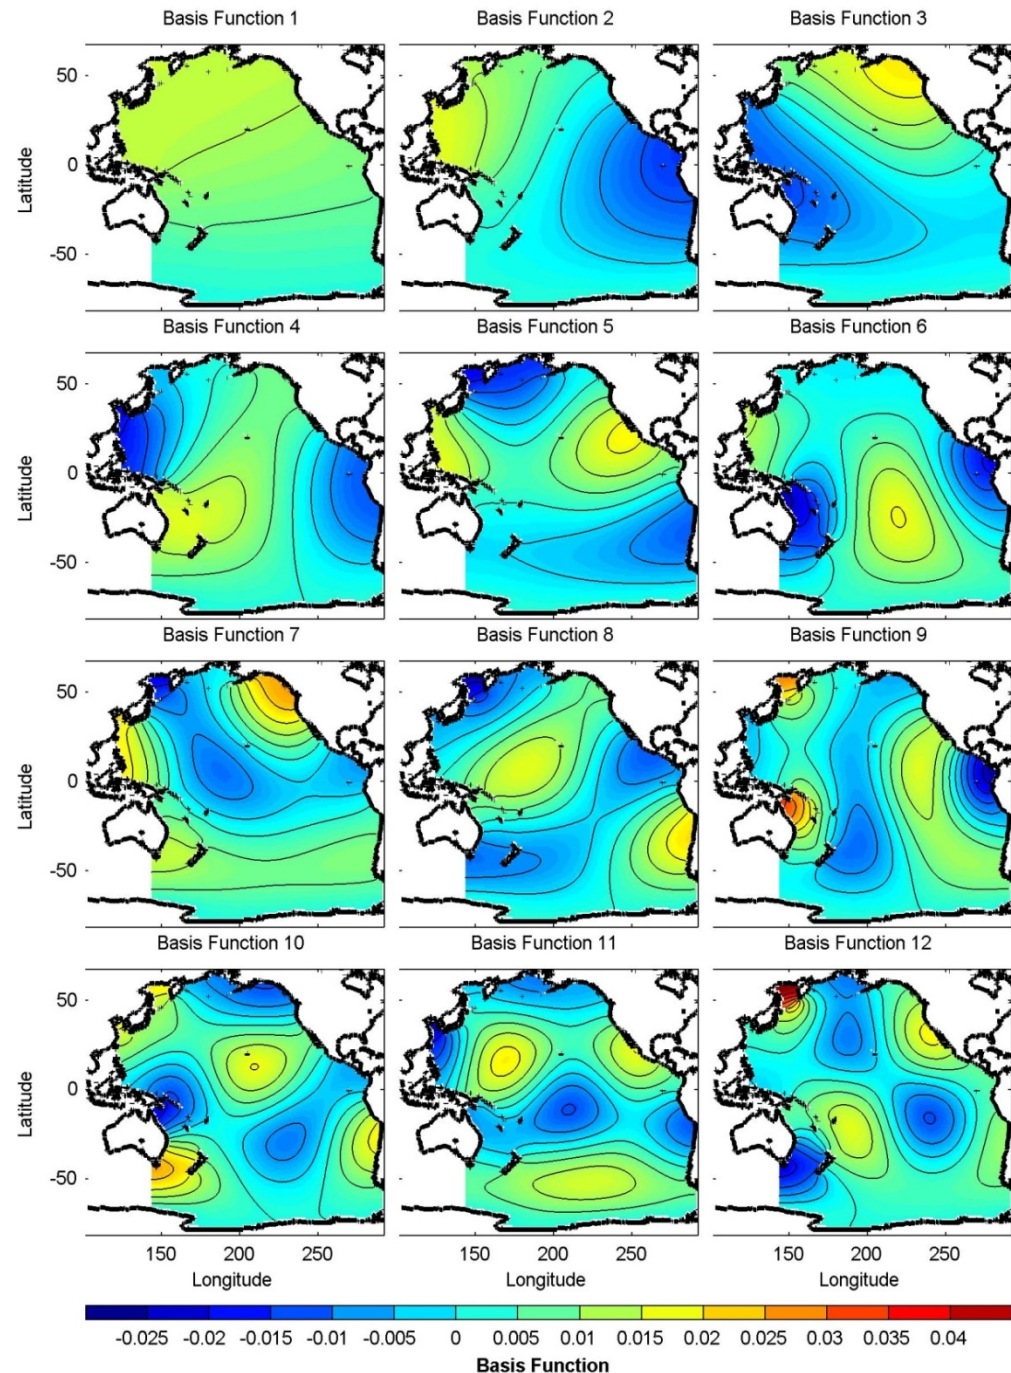 Basis Function 1 Basis Function 2 Basis Function 3
50
0
-50
Latitude
Basis Function 4 Basis Function 5 Basis Function 6
50
0
-50
Latitude
Basis Function 7 Basis Function 8 Basis Function 9
50
0
-50
Latitude
Basis Function 10 Basis Function 11 Basis Function 12
50
0
-50
Latitude
150 200 250 150 200 250 150 200 250
Longitude Longitude Longitude
-0.025 -0.02 -0.015 -0.01 -0.005 0 0.005 0.01 0.015 0.02 0.025 0.03 0.035 0.04
Basis Function